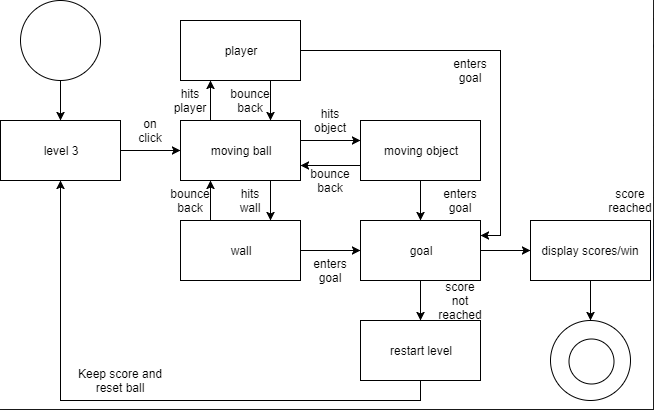 player
enters
goal
hits
player
bounce
back
hits
object
on
click
level 3
moving ball
moving object
bounce
back
bounce
back
hits
wall
enters
goal
score
reached
wall
goal
display scores/win
enters
goal
score
not
reached
restart level
Keep score and
reset ball